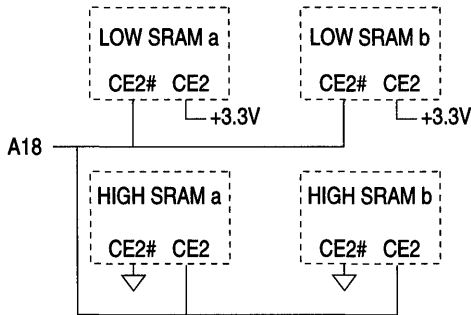 LOW SRAM a
LOW SRAM b
CE2# CE2
CE2# CE2
+3.3V
+3.3V
A18
HIGH SRAM a
HIGH SRAM b
CE2# CE2
CE2# CE2